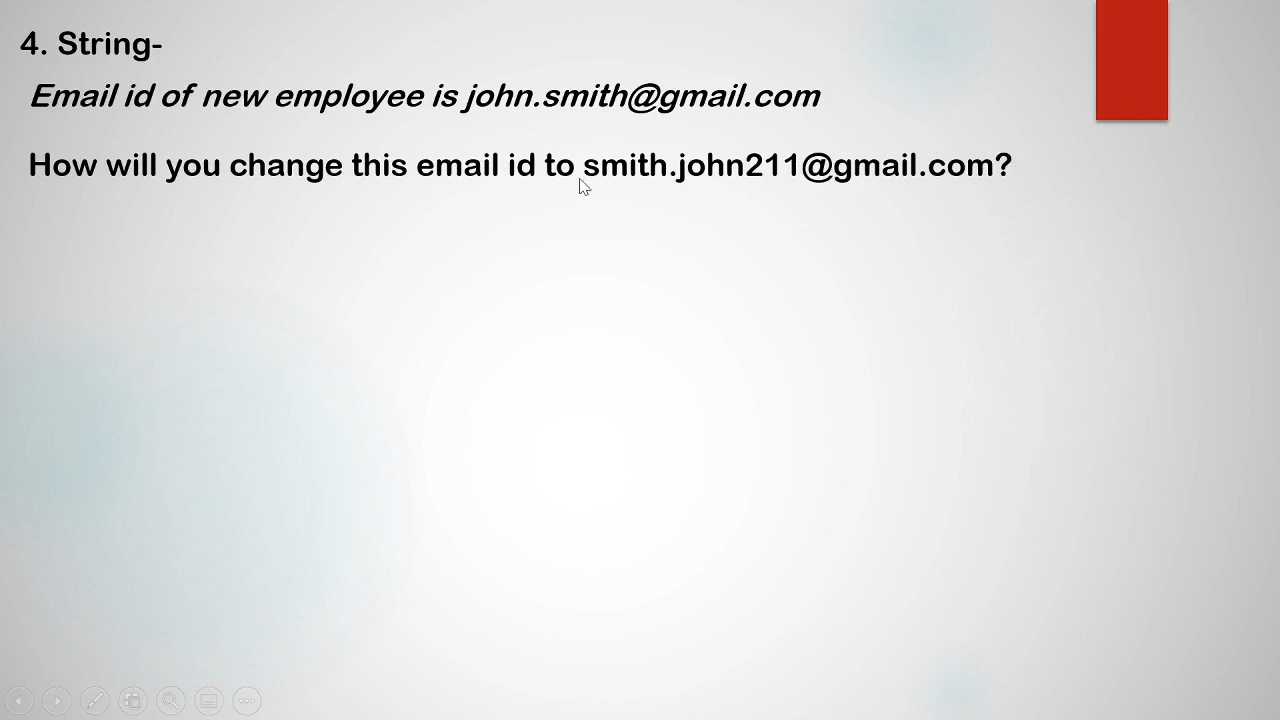 4. String-
Email id of new employee is john.smith@gmail.com
How will you change this email id to smith.john211@gmail.com?